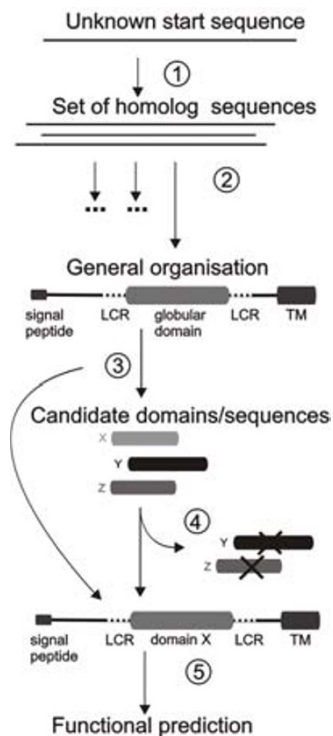 Unknown start sequence
①
Set of homolog sequences
②
General organisation
signal peptide LCR globular domain LCR TM
③
Candidate domains/sequences
X
Y
Z
④
Y
Z
signal peptide LCR domain X LCR TM
⑤
Functional prediction